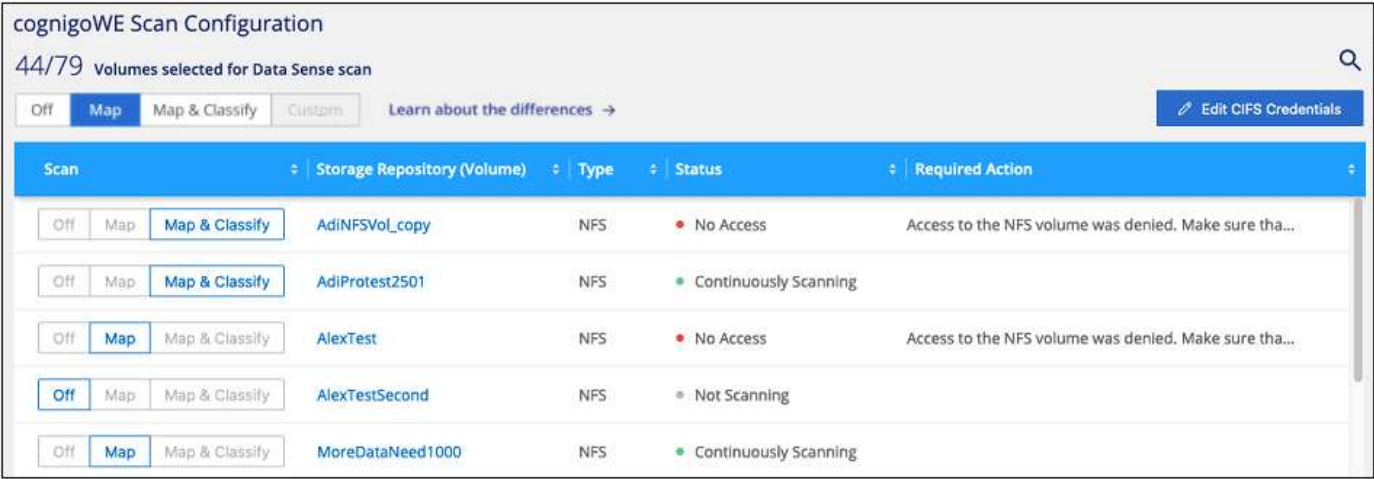 cognigoWE Scan Configuration
44/79 Volumes selected for Data Sense scan
Off Map Map & Classify Custom Learn about the differences → Edit CIFS Credentials
Scan Storage Repository (Volume) Type Status Required Action
Off Map Map & Classify AdiNFSVol_copy NFS No Access Access to the NFS volume was denied. Make sure tha...
Off Map Map & Classify AdiProtest2501 NFS Continuously Scanning
Off Map Map & Classify AlexTest NFS No Access Access to the NFS volume was denied. Make sure tha...
Off Map Map & Classify AlexTestSecond NFS Not Scanning
Off Map Map & Classify MoreDataNeed1000 NFS Continuously Scanning